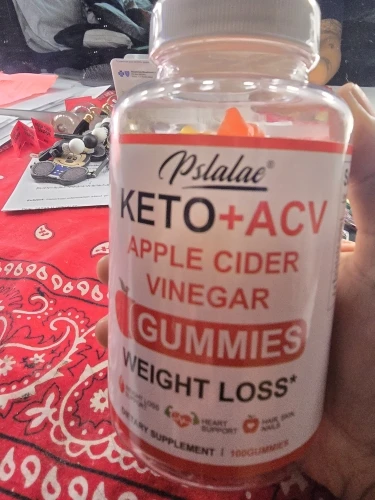 Pslalae®
KETO+ACV
APPLE CIDER
VINEGAR
GUMMIES
WEIGHT LOSS*
HEART
SUPPORT
HAIR, SKIN,
NAILS
DIETARY SUPPLEMENT | 100GUMMIES